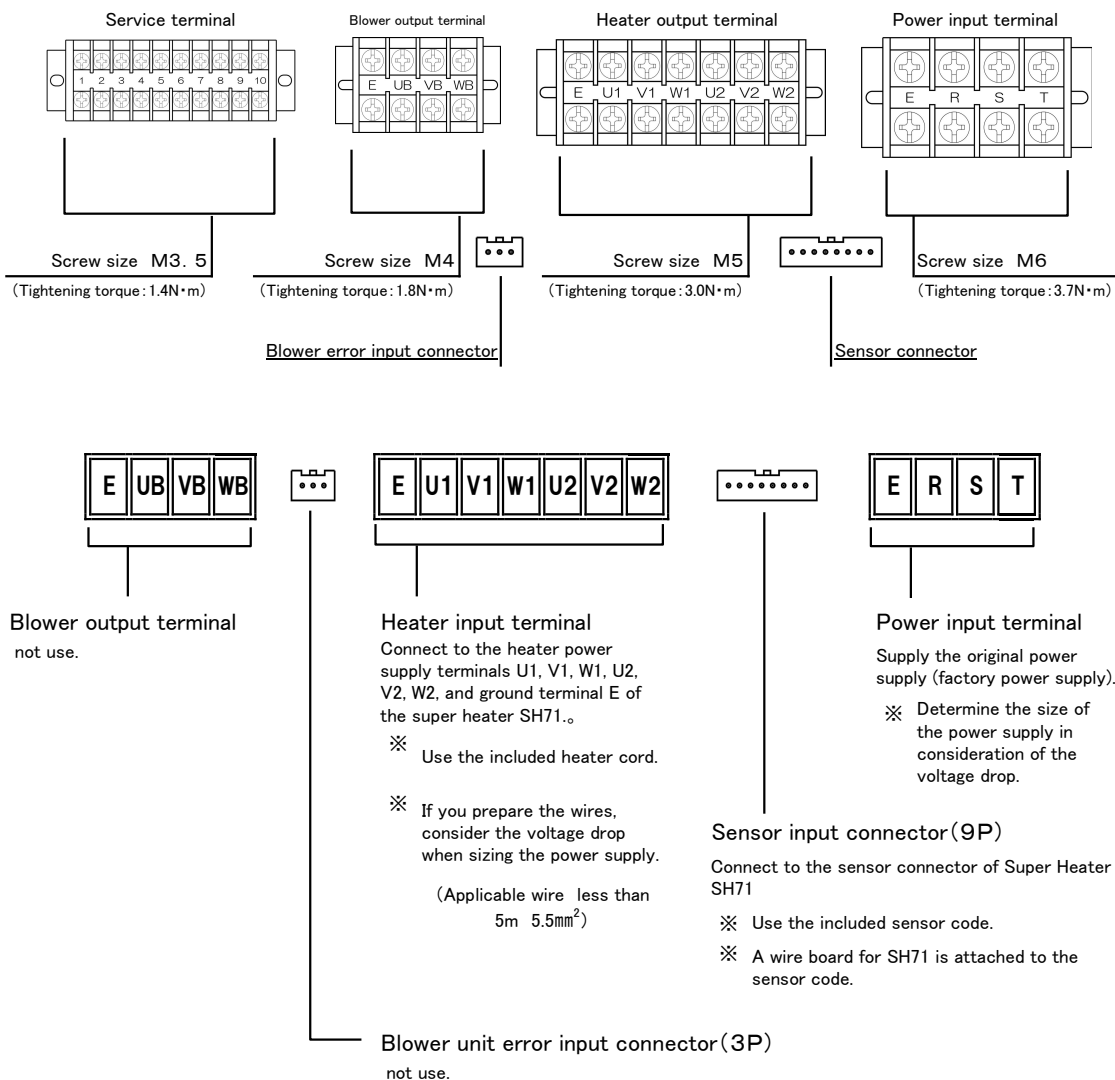 Service terminal
Blower output terminal
Heater output terminal
Power input terminal
1 2 3 4 5 6 7 8 9 10
E UB VB WB
E U1 V1 W1 U2 V2 W2
E R S T
Screw size M3. 5
(Tightening torque:1.4N・m)
Screw size M4
(Tightening torque:1.8N・m)
Screw size M5
(Tightening torque:3.0N・m)
Screw size M6
(Tightening torque:3.7N・m)
Blower error input connector
Sensor connector
E UB VB WB
E U1 V1 W1 U2 V2 W2
E R S T
Blower output terminal
not use.
Heater input terminal
Connect to the heater power
supply terminals U1, V1, W1, U2,
V2, W2, and ground terminal E of
the super heater SH71.。
※ Use the included heater cord.
※ If you prepare the wires,
consider the voltage drop
when sizing the power supply.
(Applicable wire less than
5m 5.5mm²)
Power input terminal
Supply the original power
supply (factory power supply).
※ Determine the size of
the power supply in
consideration of the
voltage drop.
Sensor input connector(9P)
Connect to the sensor connector of Super Heater
SH71
※ Use the included sensor code.
※ A wire board for SH71 is attached to the
sensor code.
Blower unit error input connector(3P)
not use.